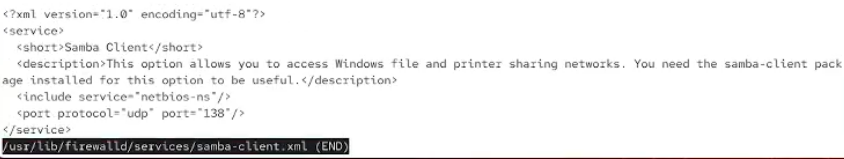 <?xml version="1.0" encoding="utf-8"?>
<service>
  <short>Samba Client</short>
  <description>This option allows you to access Windows file and printer sharing networks. You need the samba-client pack
age installed for this option to be useful.</description>
  <include service="netbios-ns"/>
  <port protocol="udp" port="138"/>
</service>
/usr/lib/firewalld/services/samba-client.xml (END)